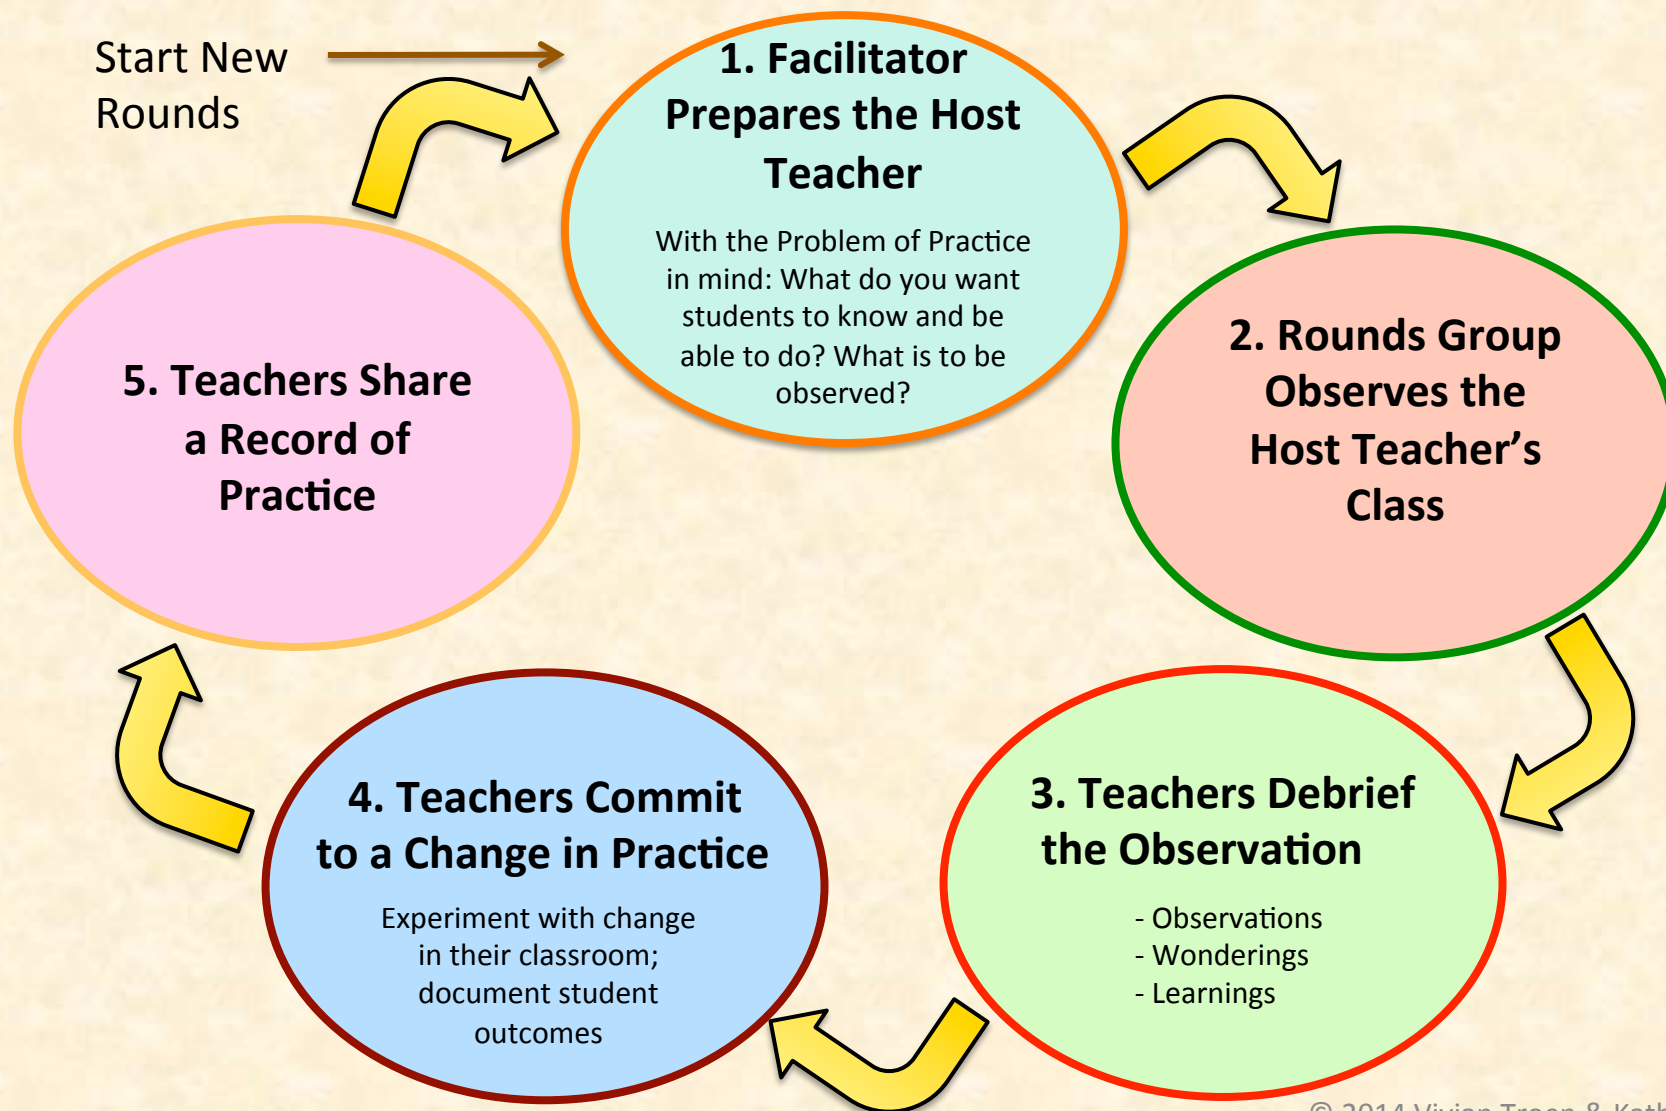 Start New
Rounds
1. Facilitator
Prepares the Host
Teacher
With the Problem of Practice
in mind: What do you want
students to know and be
able to do? What is to be
observed?
2. Rounds Group
Observes the
Host Teacher’s
Class
3. Teachers Debrief
the Observation
- Observations
- Wonderings
- Learnings
4. Teachers Commit
to a Change in Practice
Experiment with change
in their classroom;
document student
outcomes
5. Teachers Share
a Record of
Practice
© 2014 Vivian Troen &